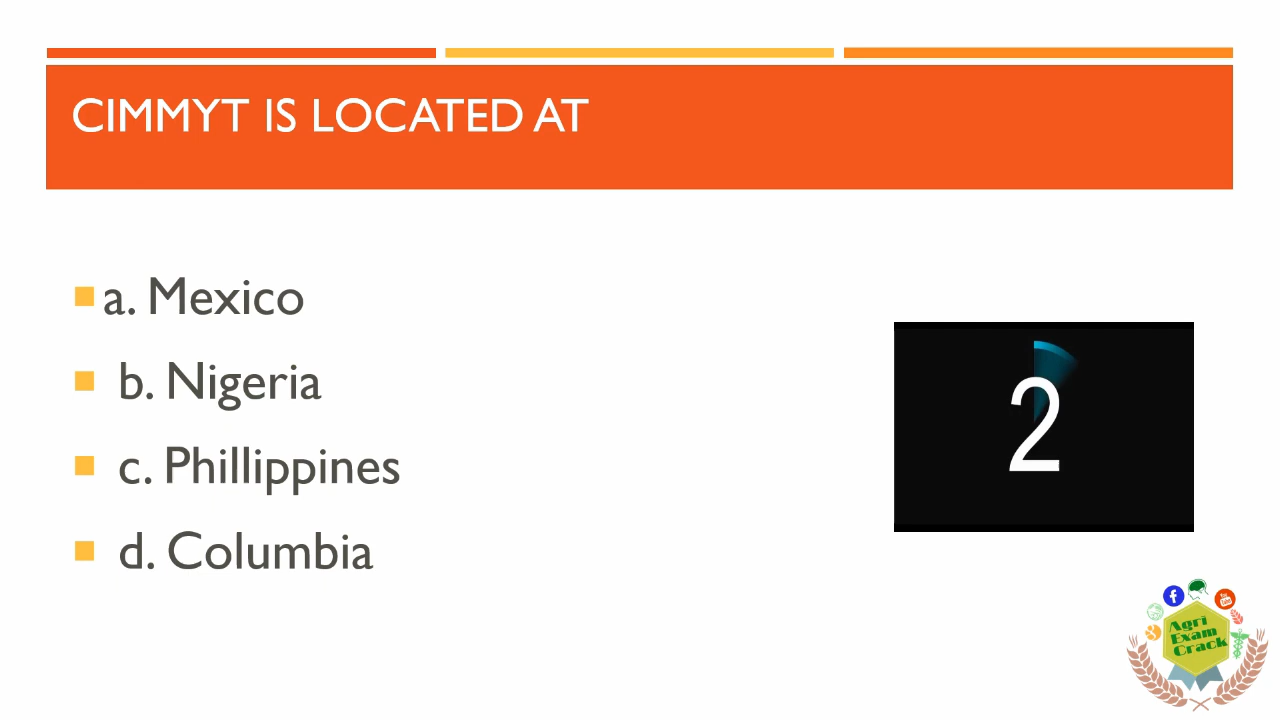 CIMMYT IS LOCATED AT
a. Mexico
b. Nigeria
c. Phillippines
d. Columbia
2
Agri
Exam
Crack